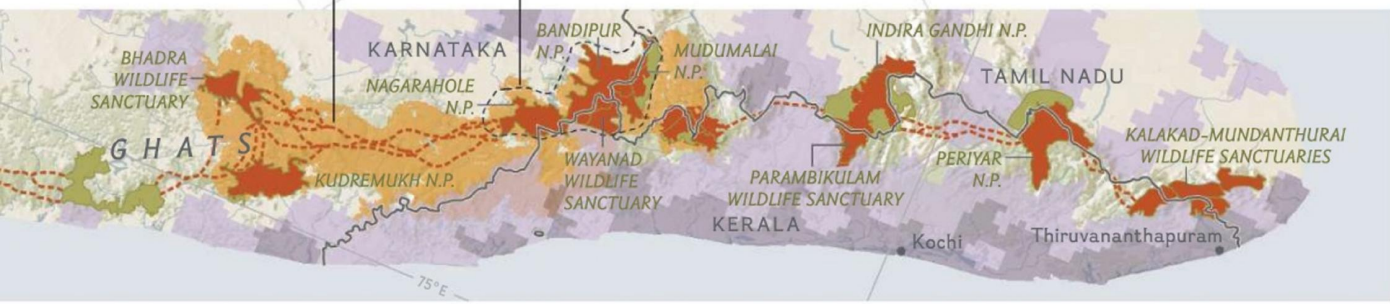 BHADRA
WILDLIFE
SANCTUARY
KARNATAKA
NAGARAHOLE
N.P.
BANDIPUR
N.P.
MUDUMALAI
N.P.
INDIRA GANDHI N.P.
TAMIL NADU
GHATS
KUDREMUKH N.P.
WAYANAD
WILDLIFE
SANCTUARY
PARAMBIKULAM
WILDLIFE SANCTUARY
PERIYAR
N.P.
KALAKAD-MUNDANTHURAI
WILDLIFE SANCTUARIES
KERALA
Kochi
Thiruvananthapuram
75°E